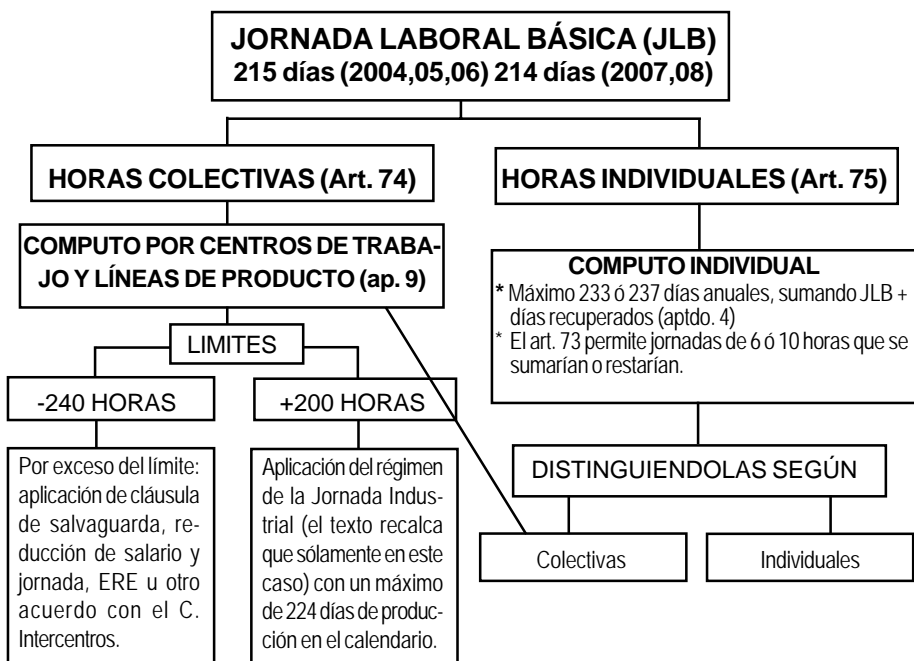 JORNADA LABORAL BÁSICA (JLB)
215 días (2004,05,06) 214 días (2007,08)
HORAS COLECTIVAS (Art. 74)
HORAS INDIVIDUALES (Art. 75)
COMPUTO POR CENTROS DE TRABA-
JO Y LÍNEAS DE PRODUCTO (ap. 9)
COMPUTO INDIVIDUAL
* Máximo 233 ó 237 días anuales, sumando JLB +
días recuperados (aptdo. 4)
* El art. 73 permite jornadas de 6 ó 10 horas que se
sumarían o restarían.
LIMITES
-240 HORAS
+200 HORAS
Por exceso del límite:
aplicación de cláusula
de salvaguarda, re-
ducción de salario y
jornada, ERE u otro
acuerdo con el C.
Intercentros.
Aplicación del régimen
de la Jornada Indus-
trial (el texto recalca
que sólamente en este
caso) con un máximo
de 224 días de produc-
ción en el calendario.
DISTINGUIENDOLAS SEGÚN
Colectivas
Individuales